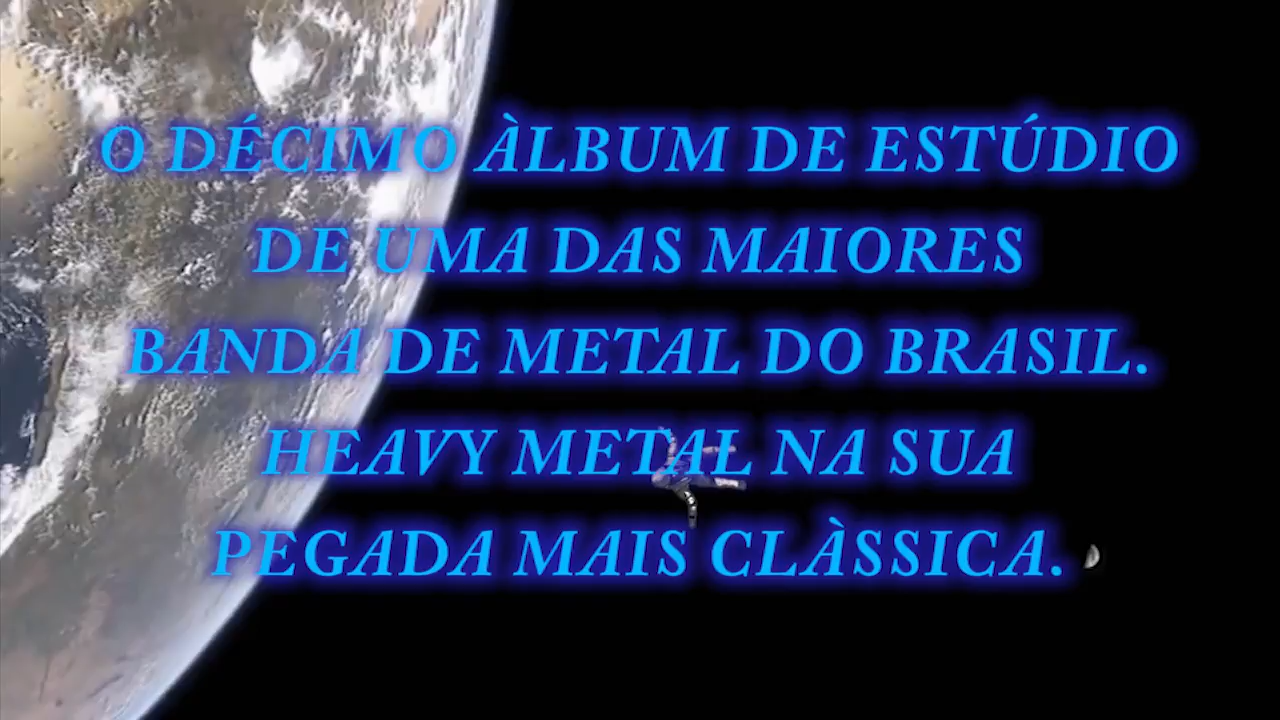 O DÉCIMO ÀLBUM DE ESTÚDIO
DE UMA DAS MAIORES
BANDA DE METAL DO BRASIL.
HEAVY METAL NA SUA
PEGADA MAIS CLÀSSICA.